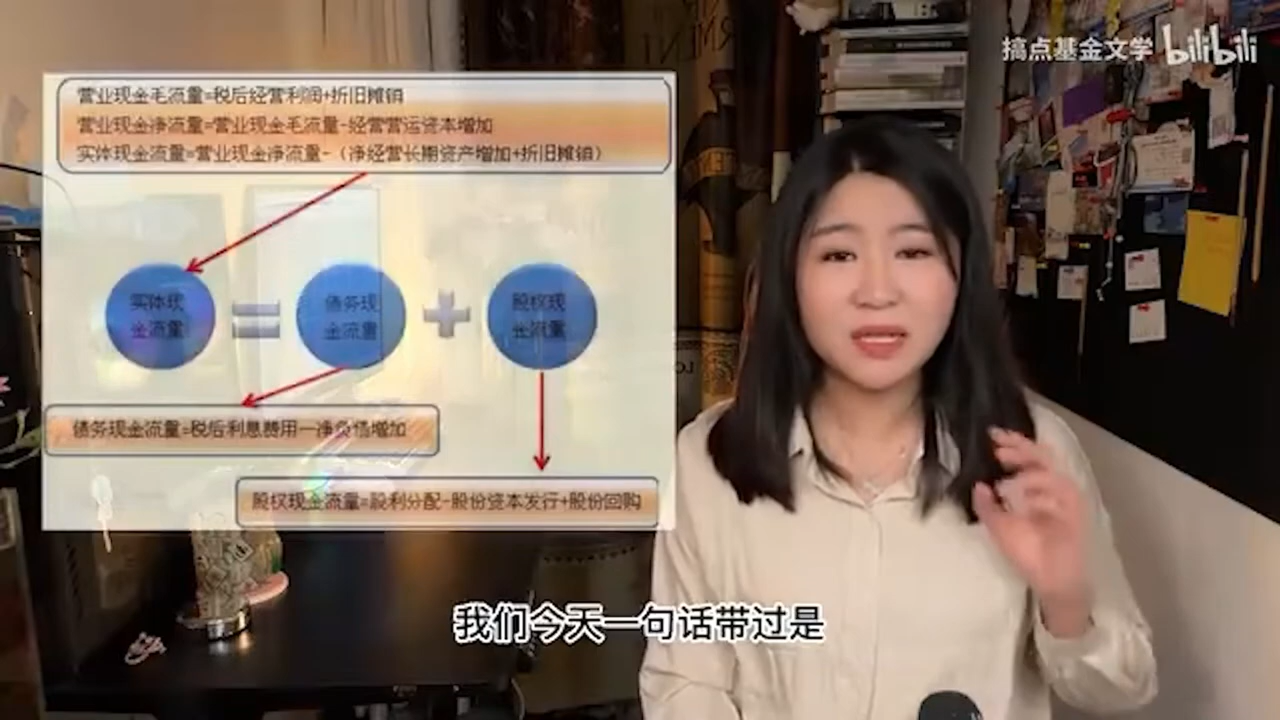 搞点基金文学 bilibili
营业现金毛流量=税后经营利润+折旧摊销
营业现金净流量=营业现金毛流量-经营营运资本增加
实体现金流量=营业现金净流量-（净经营长期资产增加+折旧摊销）
实体现
金流量
债务现
金流量
股权现
金流量
债务现金流量=税后利息费用一净负债增加
股权现金流量=股利分配-股份资本发行+股份回购
我们今天一句话带过是